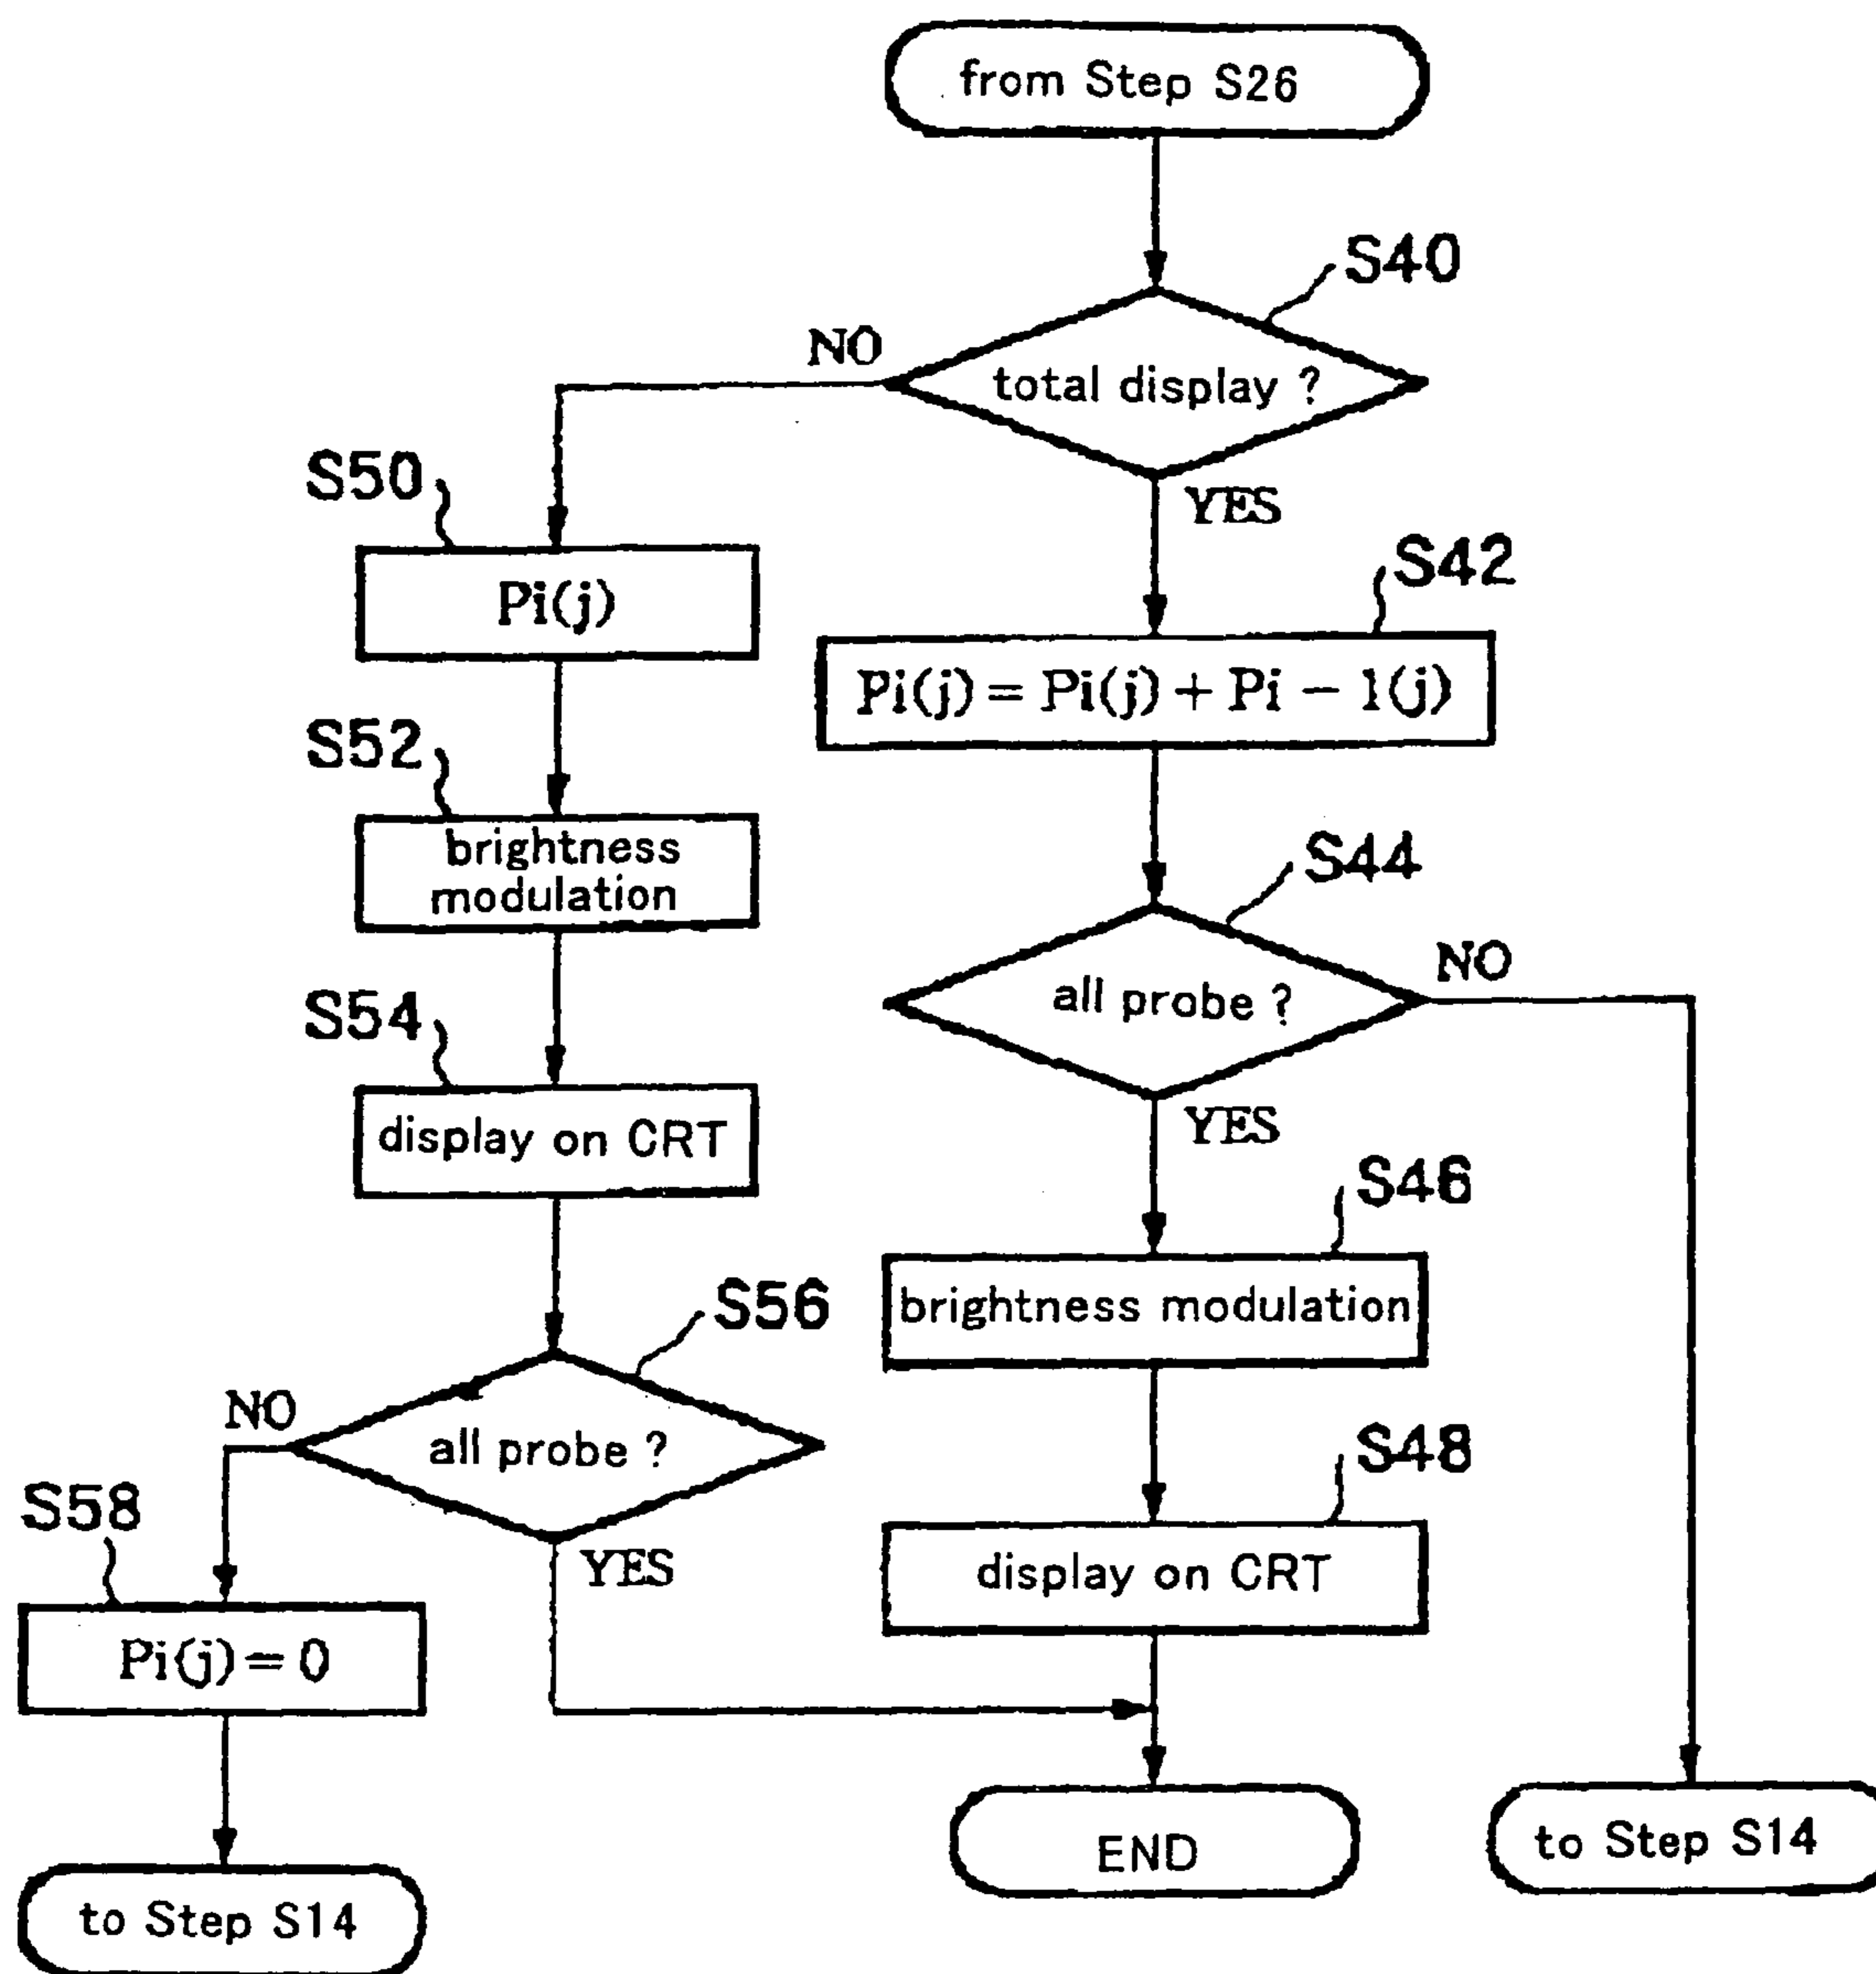 from Step S26
S40
NO
total display ?
YES
S50
Pi(j)
S42
Pi(j) = Pi(j) + Pi − 1(j)
S52
brightness
modulation
S44
NO
all probe ?
YES
S54
display on CRT
S46
brightness modulation
S56
NO
all probe ?
YES
S48
display on CRT
S58
Pi(j) = 0
END
to Step S14
to Step S14